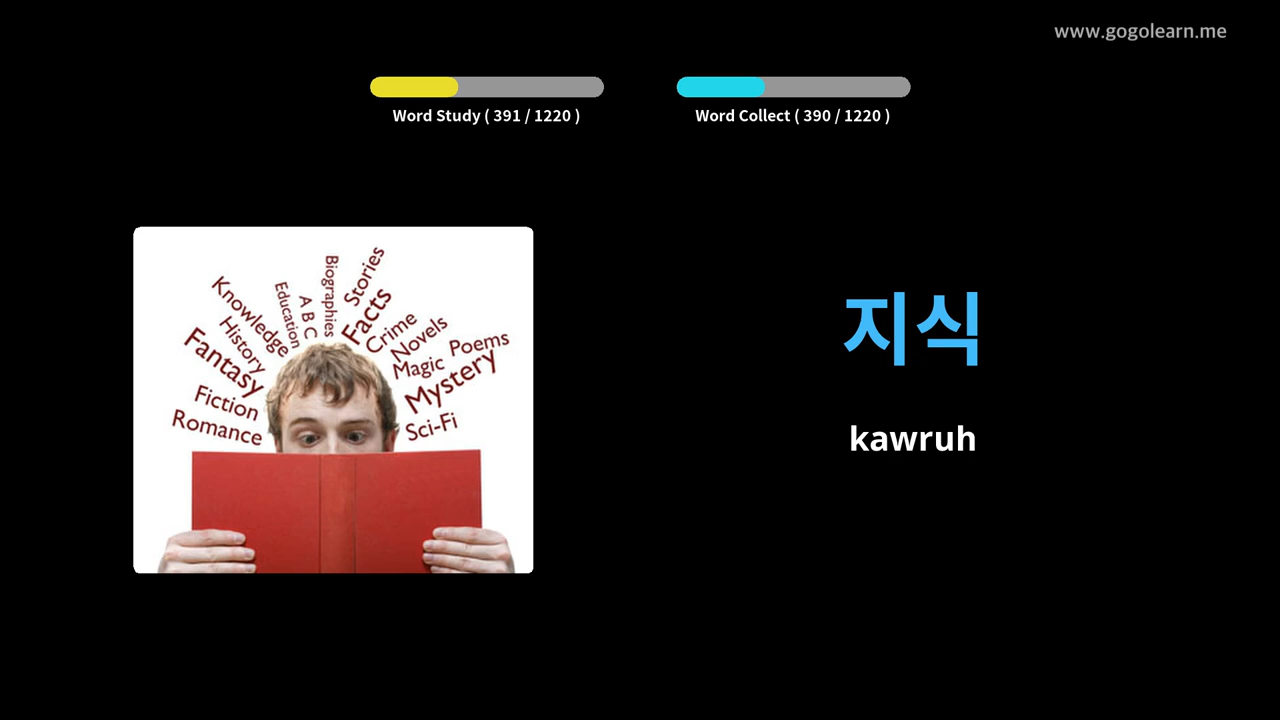 www.gogolearn.me
Word Study ( 391 / 1220 )
Word Collect ( 390 / 1220 )
Knowledge
History
Fantasy
Fiction
Romance
Education
A B C
Biographies
Stories
Facts
Crime
Novels
Magic
Poems
Mystery
Sci-Fi
지식
kawruh